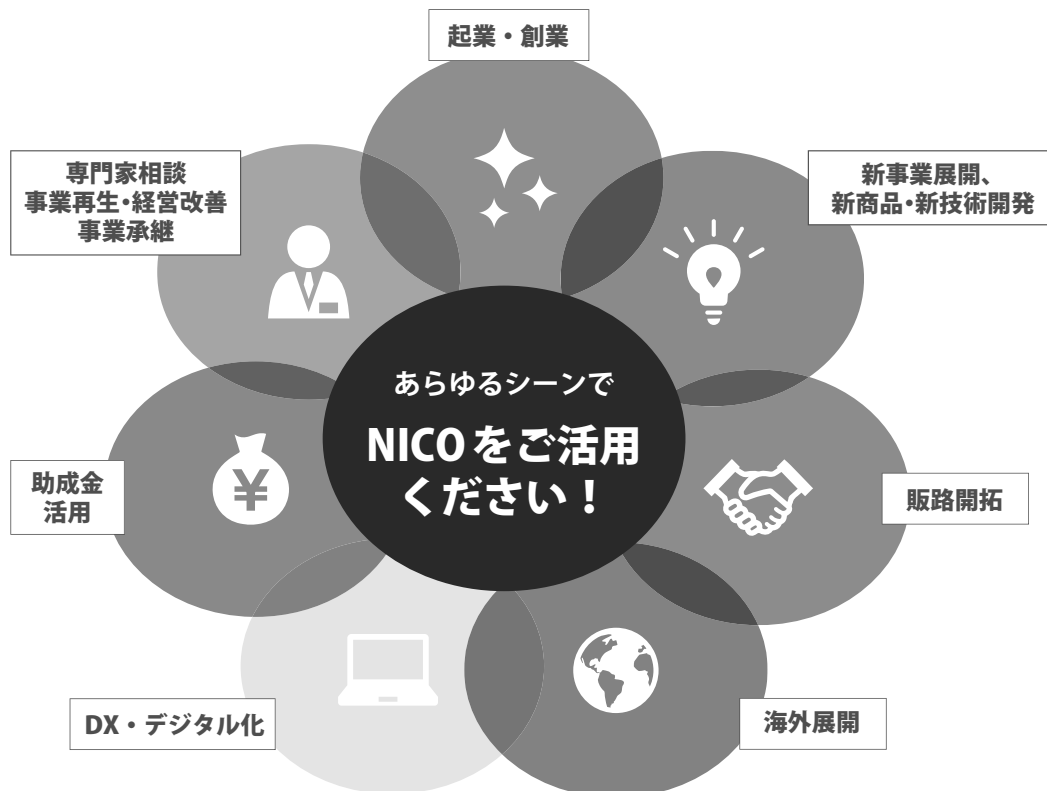 起業・創業
専門家相談
事業再生・経営改善
事業承継
新事業展開、
新商品・新技術開発
あらゆるシーンで
NICOをご活用
ください！
助成金
活用
¥
販路開拓
DX・デジタル化
海外展開